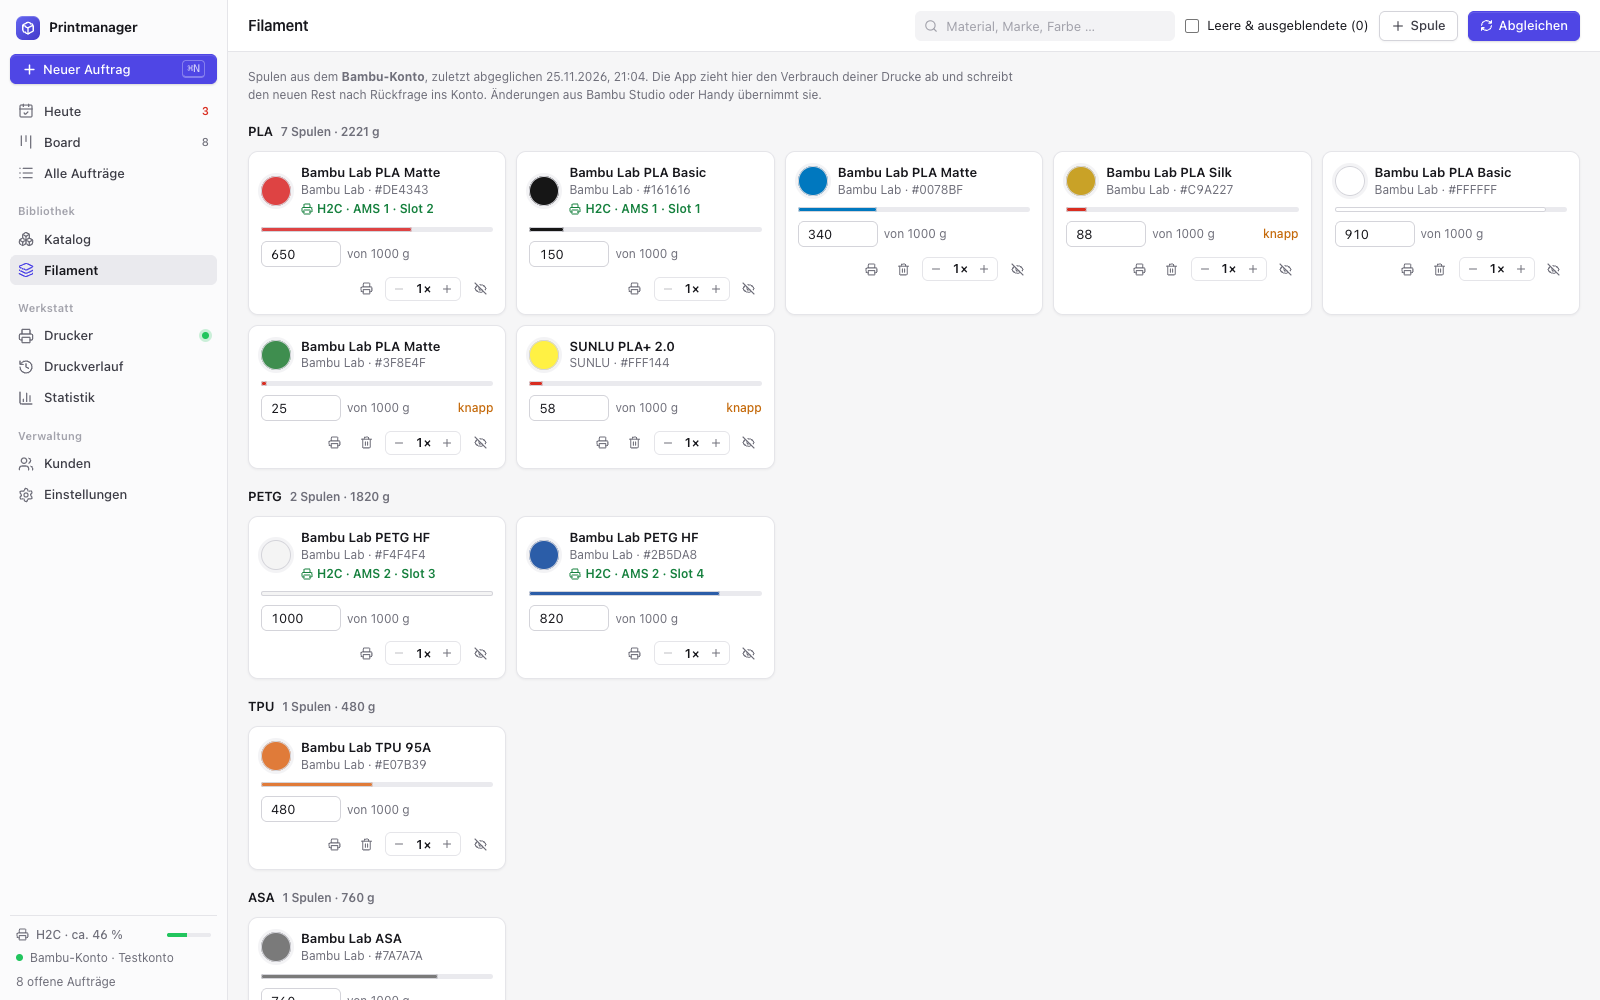 Printmanager
Neuer Auftrag ⌘N
Heute 3
Board 8
Alle Aufträge
Bibliothek
Katalog
Filament
Werkstatt
Drucker
Druckverlauf
Statistik
Verwaltung
Kunden
Einstellungen
H2C · ca. 46 %
Bambu-Konto · Testkonto
8 offene Aufträge
Filament
Material, Marke, Farbe ...
Leere & ausgeblendete (0)
Spule
Abgleichen
Spulen aus dem Bambu-Konto, zuletzt abgeglichen 25.11.2026, 21:04. Die App zieht hier den Verbrauch deiner Drucke ab und schreibt
den neuen Rest nach Rückfrage ins Konto. Änderungen aus Bambu Studio oder Handy übernimmt sie.
PLA 7 Spulen · 2221 g
Bambu Lab PLA Matte
Bambu Lab · #DE4343
H2C · AMS 1 · Slot 2
650 von 1000 g
− 1× +
Bambu Lab PLA Basic
Bambu Lab · #161616
H2C · AMS 1 · Slot 1
150 von 1000 g
− 1× +
Bambu Lab PLA Matte
Bambu Lab · #0078BF
340 von 1000 g
− 1× +
Bambu Lab PLA Silk
Bambu Lab · #C9A227
88 von 1000 g knapp
− 1× +
Bambu Lab PLA Basic
Bambu Lab · #FFFFFF
910 von 1000 g
− 1× +
Bambu Lab PLA Matte
Bambu Lab · #3F8E4F
25 von 1000 g knapp
− 1× +
SUNLU PLA+ 2.0
SUNLU · #FFF144
58 von 1000 g knapp
− 1× +
PETG 2 Spulen · 1820 g
Bambu Lab PETG HF
Bambu Lab · #F4F4F4
H2C · AMS 2 · Slot 3
1000 von 1000 g
− 1× +
Bambu Lab PETG HF
Bambu Lab · #2B5DA8
H2C · AMS 2 · Slot 4
820 von 1000 g
− 1× +
TPU 1 Spulen · 480 g
Bambu Lab TPU 95A
Bambu Lab · #E07B39
480 von 1000 g
− 1× +
ASA 1 Spulen · 760 g
Bambu Lab ASA
Bambu Lab · #7A7A7A
760 von 1000 g